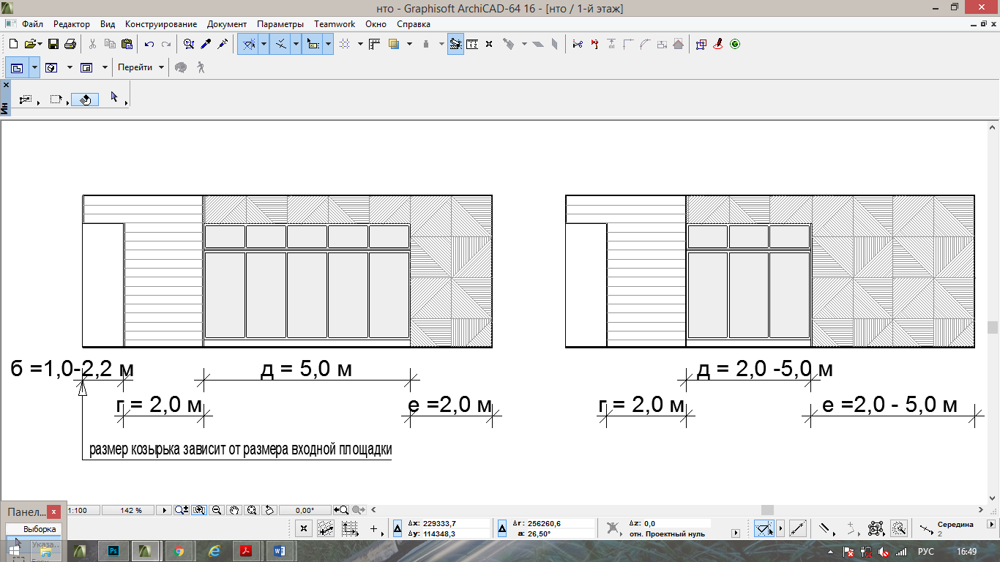 нто - Graphisoft ArchiCAD-64 16 - [нто / 1-й этаж]
Файл Редактор Вид Конструирование Документ Параметры Teamwork Окно Справка
Перейти
Ин
б =1,0-2,2 м
д = 5,0 м
д = 2,0 -5,0 м
г = 2,0 м
е =2,0 м
г = 2,0 м
е =2,0 - 5,0 м
размер козырька зависит от размера входной площадки
Панел...
1:100
142 %
0,00°
Выборка
Указа..
Δx: 229333,7
Δy: 114348,3
Δr: 256260,6
a: 26,50°
Δz: 0,0
отн. Проектный нуль
Середина
2
Ps
РУС
16:49